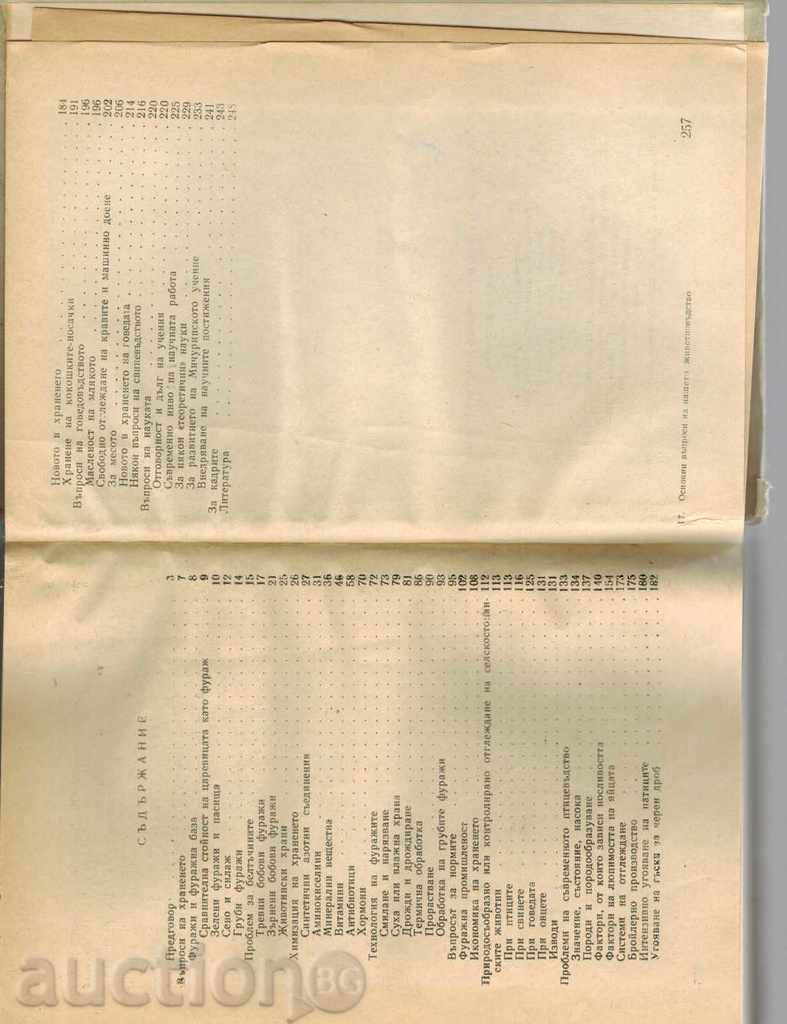 СЪДЪРЖАНИЕ
Предговор . . . 3
Въпроси на храненето . . . 7
Фуражи и фуражна база . . . 8
Сравнителна стойност на царевицата като фураж . . . 9
Зелени фуражи и пасища . . . 10
Сено и силаж . . . 12
Груби фуражи . . . 14
Проблем за белтъчините . . . 15
Тревни бобови фуражи . . . 17
Зърнени бобови фуражи . . . 21
Животински храни . . . 25
Химизация на храненето . . . 26
Синтетични азотни съединения . . . 27
Аминокиселини . . . 31
Минерални вещества . . . 36
Витамини . . . 46
Антибиотици . . . 58
Хормони . . . 70
Технология на фуражите . . . 72
Смилане и нарязване . . . 73
Суха или влажна храна . . . 79
Дрожди и дрождиране . . . 81
Термична обработка . . . 86
Прорастване . . . 90
Обработка на грубите фуражи . . . 93
Въпросът за нормите . . . 95
Фуражна промишленост . . . 102
Икономика на храненето . . . 108
Природосъобразно или контролирано отглеждане на селскостопан- . 112
ските животни . . . 113
При птиците . . . 113
При свинете . . . 116
При говедата . . . 125
При овцете . . . 131
Изводи . . . 131
Проблеми на съвременното птицевъдство . . . 133
Значение, състояние, насока . . . 134
Породи и породообразуване . . . 137
Фактори, от които зависи носливостта . . . 140
Фактори на люпимостта на яйцата . . . 154
Системи на отглеждане . . . 173
Бройлерно производство . . . 175
Интензивно угояване на патиците . . . 180
Угояване на гъска за черен дроб . . . 182
Новото в храненето . . . 184
Хранене на кокошките-носачки . . . 191
Въпроси на говедовъдството . . . 196
Масленост на млякото . . . 196
Свободно отглеждане на кравите и машинно доене . . . 202
За месото . . . 206
Новото в храненето на говедата . . . 214
Някои въпроси на свиневъдството . . . 216
Въпроси на науката . . . 220
Отговорност и дълг на учения . . . 220
Съвременно ниво на научната работа . . . 225
За някои «теоретични» науки . . . 229
За развитието на Мичуринското учение . . . 233
Внедряване на научните постижения . . . 241
За кадрите . . . 243
Литература . . . 248
17. Основни въпроси на нашето животновъдство
257
auction BG